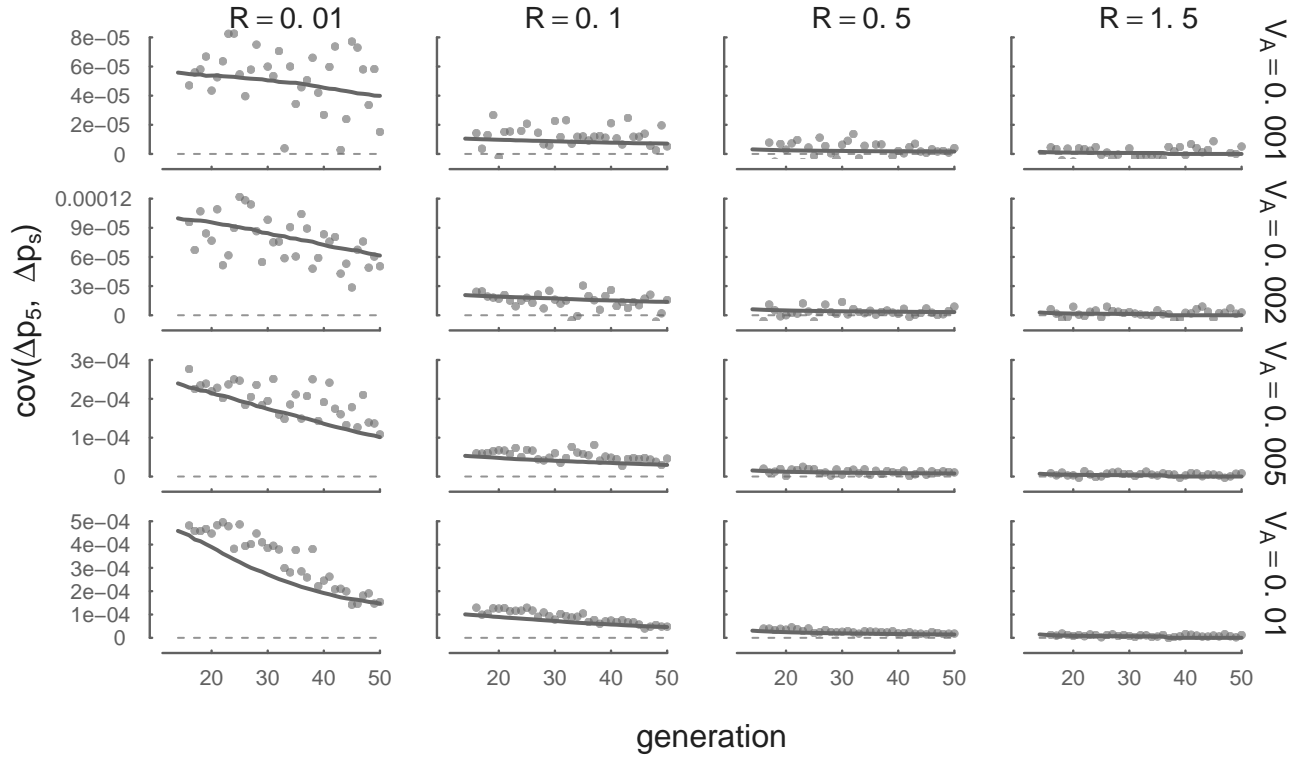 R = 0. 01 R = 0. 1 R = 0. 5 R = 1. 5
8e−05
6e−05
4e−05
2e−05
0
V_A = 0. 001
0.00012
9e−05
6e−05
3e−05
0
V_A = 0. 002
3e−04
2e−04
1e−04
0
V_A = 0. 005
5e−04
4e−04
3e−04
2e−04
1e−04
0
V_A = 0. 01
cov(Δp₅, Δpₛ)
20 30 40 50 20 30 40 50 20 30 40 50 20 30 40 50
generation